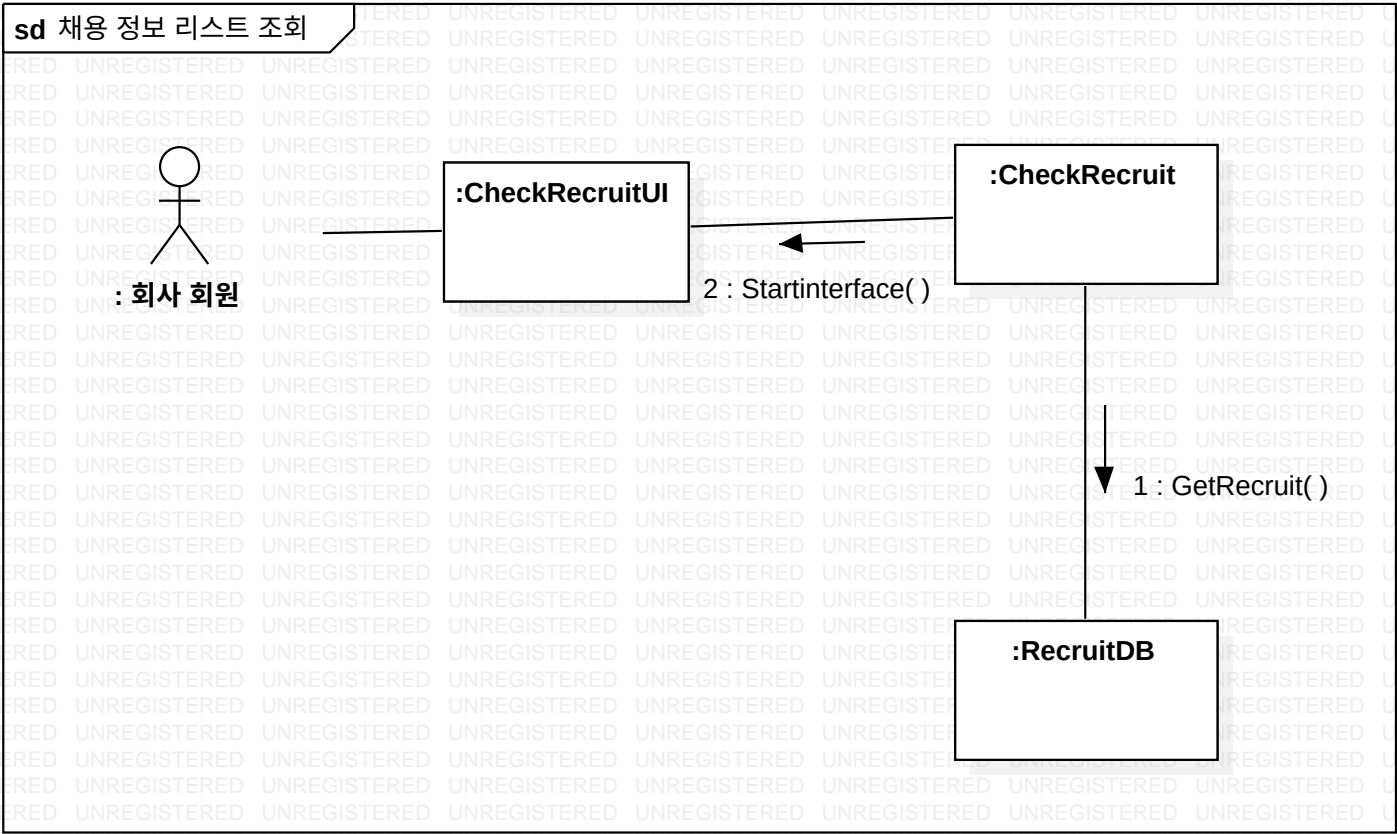 sd 채용 정보 리스트 조회
: 회사 회원
:CheckRecruitUI
:CheckRecruit
2 : Startinterface( )
1 : GetRecruit( )
:RecruitDB
UNREGISTERED